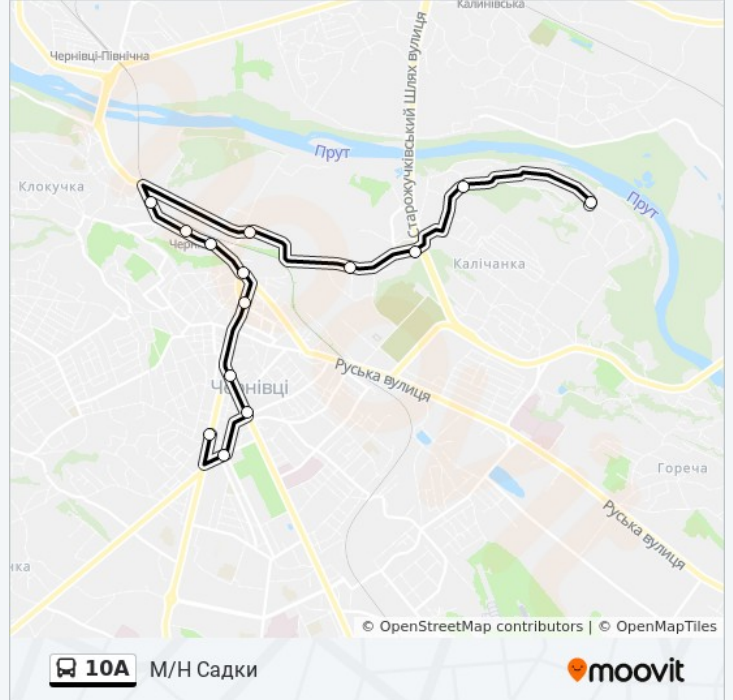 Калинівська
Чернівці-Північна
Старожучківський Шлях вулиця
Прут
Клокучка
Прут
Калічанка
Руська вулиця
Чернівці
Гореча
Руська вулиця
© OpenStreetMap contributors | © OpenMapTiles
10A М/Н Садки
moovit